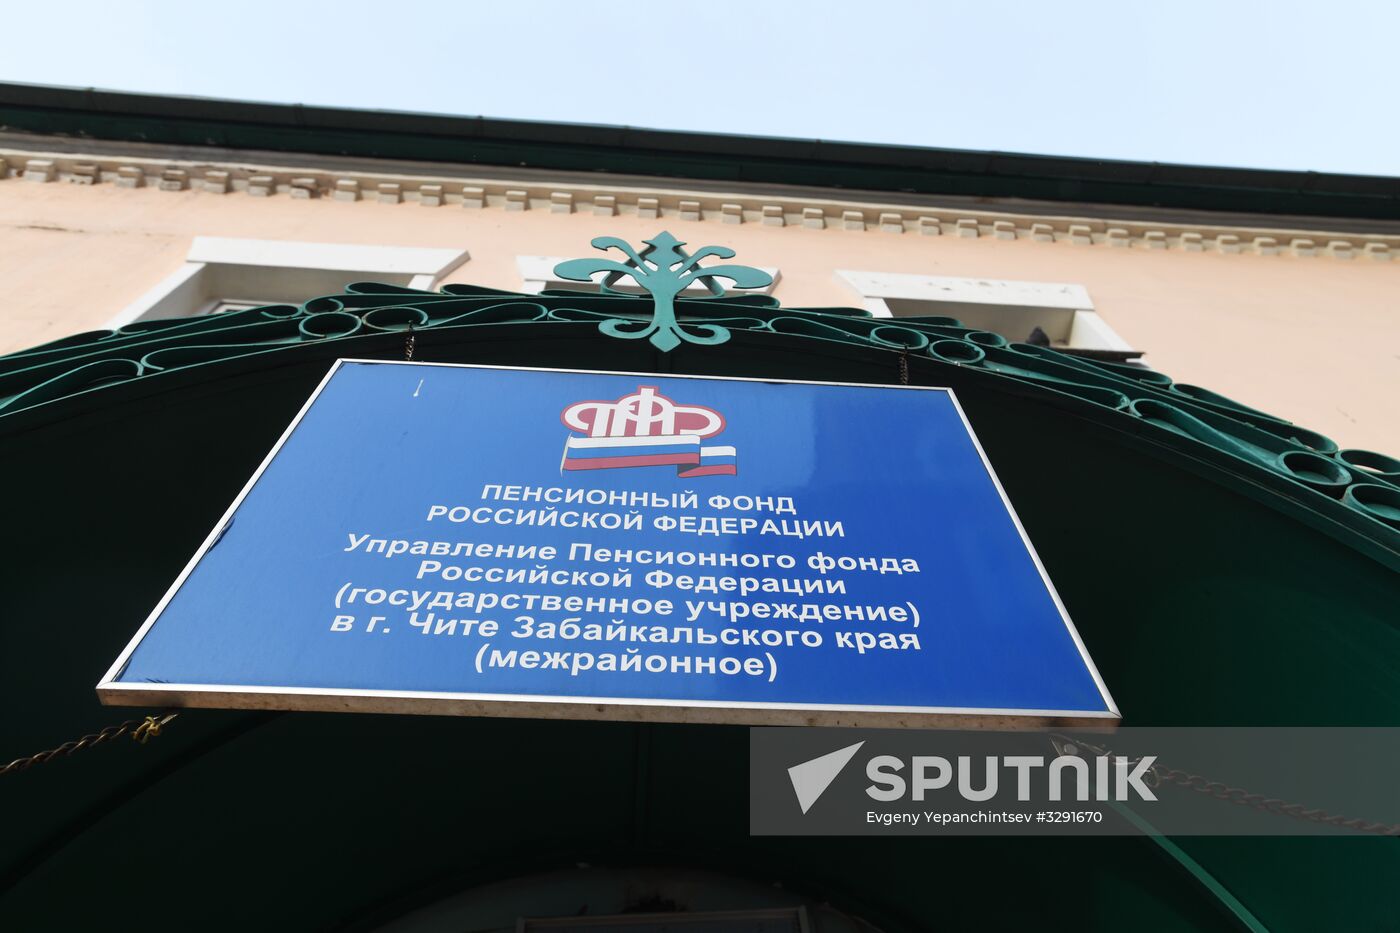 ПЕНСИОННЫЙ ФОНД
РОССИЙСКОЙ ФЕДЕРАЦИИ
Управление Пенсионного фонда
Российской Федерации
(государственное учреждение)
в г. Чите Забайкальского края
(межрайонное)
SPUTNIK
Evgeny Yepanchintsev #3291670